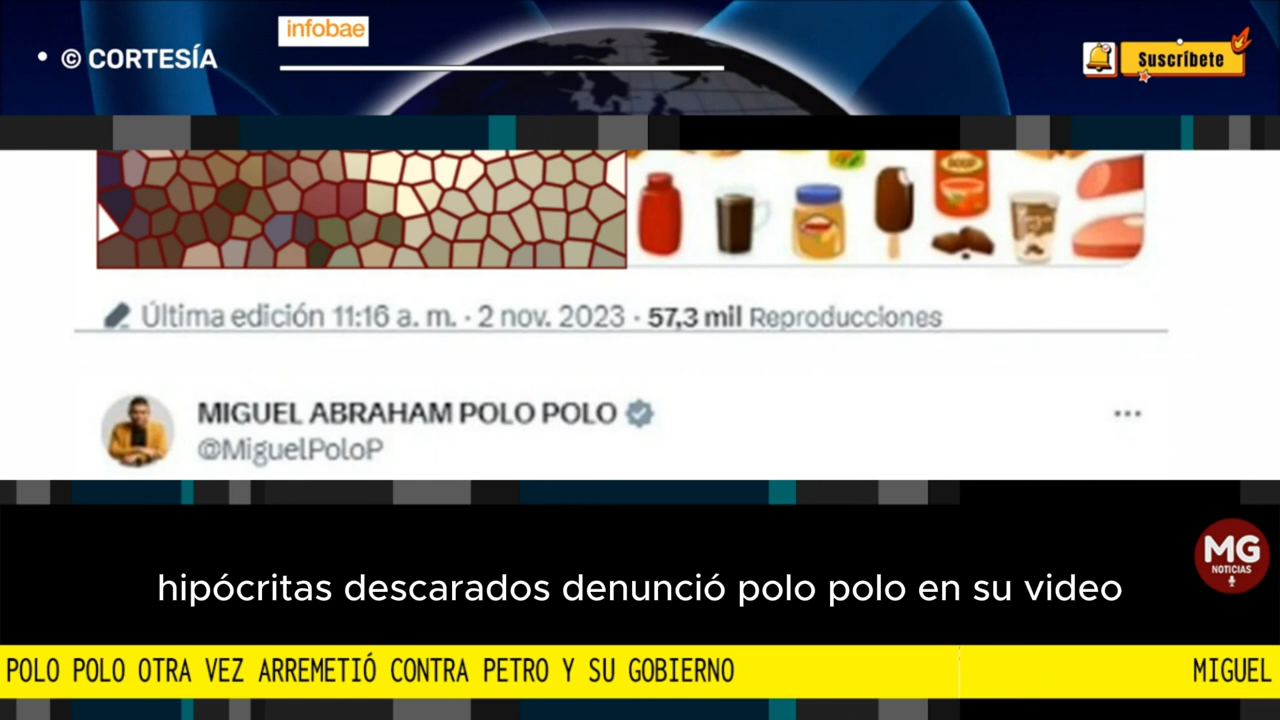 infobae
• © CORTESÍA
Suscríbete
Última edición 11:16 a. m. · 2 nov. 2023 · 57,3 mil Reproducciones
MIGUEL ABRAHAM POLO POLO
@MiguelPoloP
MG
NOTICIAS
hipócritas descarados denunció polo polo en su video
POLO POLO OTRA VEZ ARREMETIÓ CONTRA PETRO Y SU GOBIERNO
MIGUEL